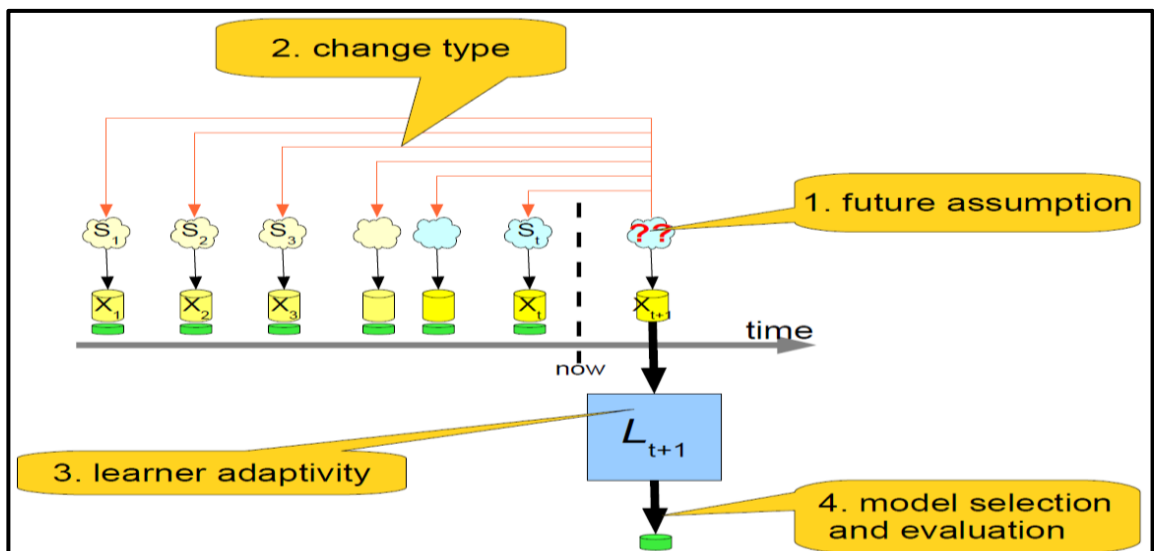 2. change type
1. future assumption
S1 S2 S3 St ??
X1 X2 X3 Xt Xt+1
time
now
Lt+1
3. learner adaptivity
4. model selection
and evaluation